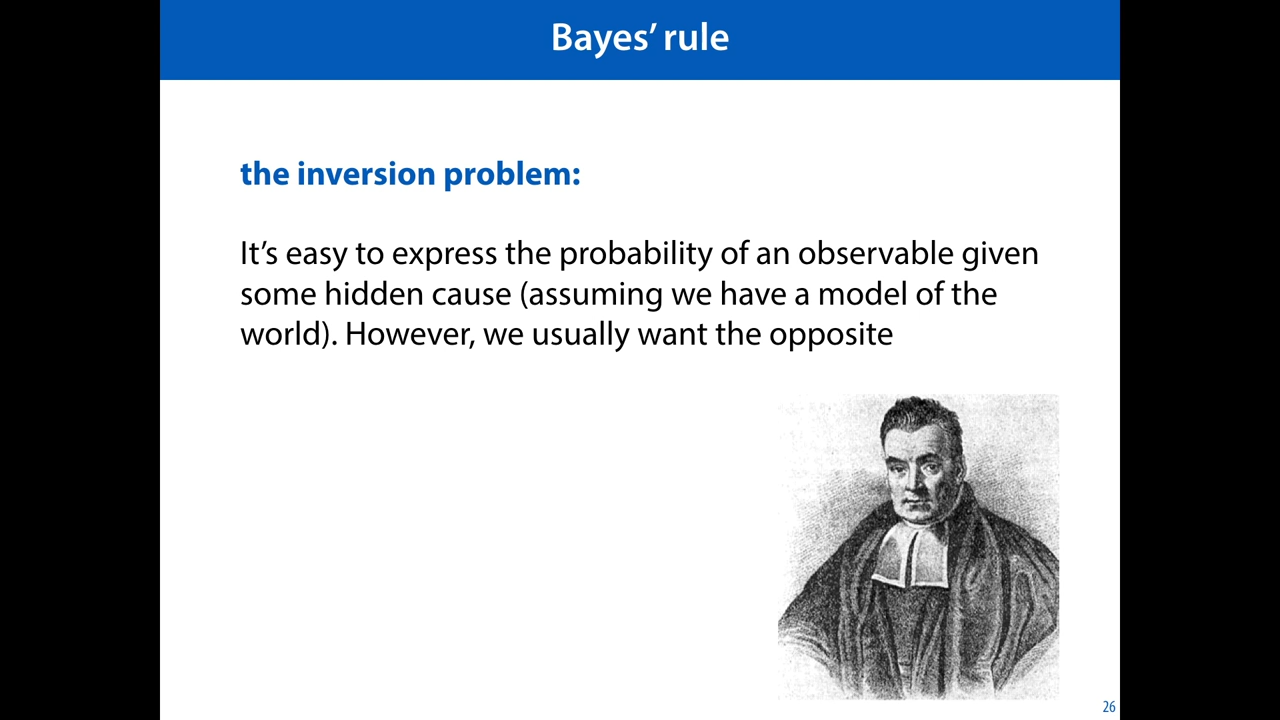 Bayes’ rule
the inversion problem:
It’s easy to express the probability of an observable given
some hidden cause (assuming we have a model of the
world). However, we usually want the opposite
26